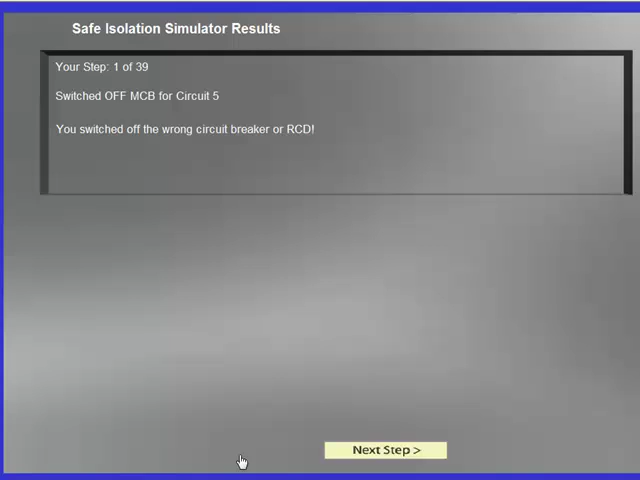 Safe Isolation Simulator Results
Your Step: 1 of 39
Switched OFF MCB for Circuit 5
You switched off the wrong circuit breaker or RCD!
Next Step >